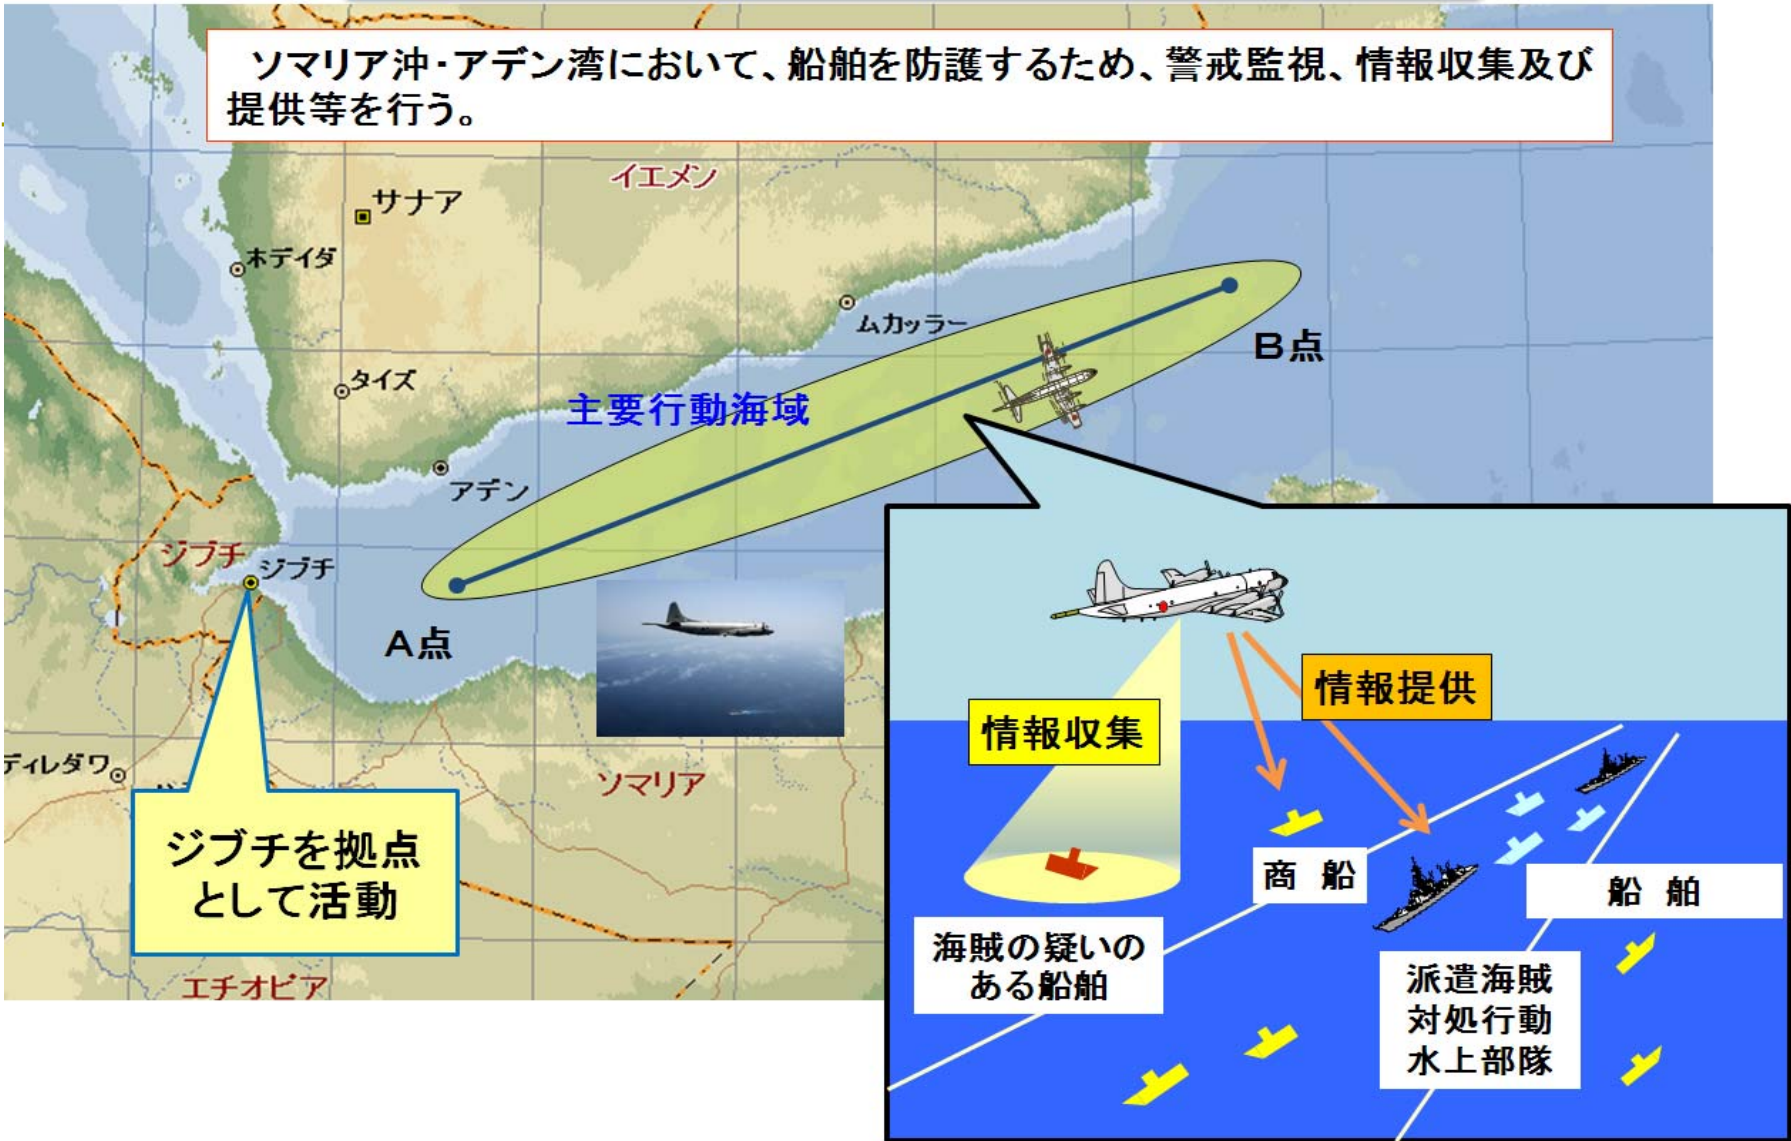 ソマリア沖・アデン湾において、船舶を防護するため、警戒監視、情報収集及び
提供等を行う。
イエメン
サナア
ホデイダ
ムカッラー
B点
タイズ
主要行動海域
アデン
ジブチ
ジブチ
A点
ディレダワ
ソマリア
ジブチを拠点
として活動
エチオピア
情報提供
情報収集
商 船
船 舶
海賊の疑いの
ある船舶
派遣海賊
対処行動
水上部隊